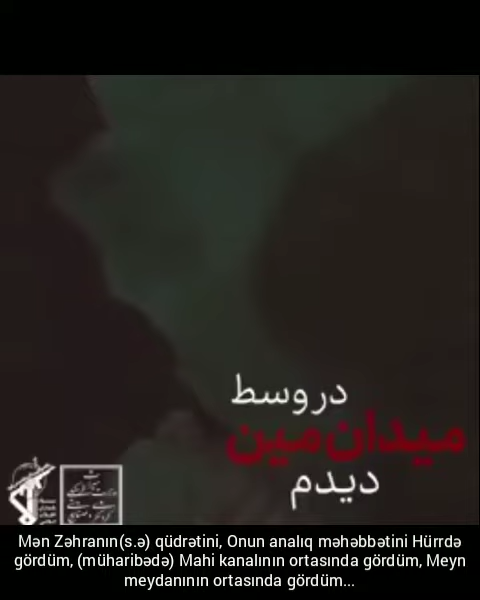 در وسط
میدان مین
دیدم
Mən Zəhranın(s.ə) qüdrətini, Onun analıq məhəbbətini Hürrdə
gördüm, (müharibədə) Mahi kanalının ortasında gördüm, Meyn
meydanının ortasında gördüm...